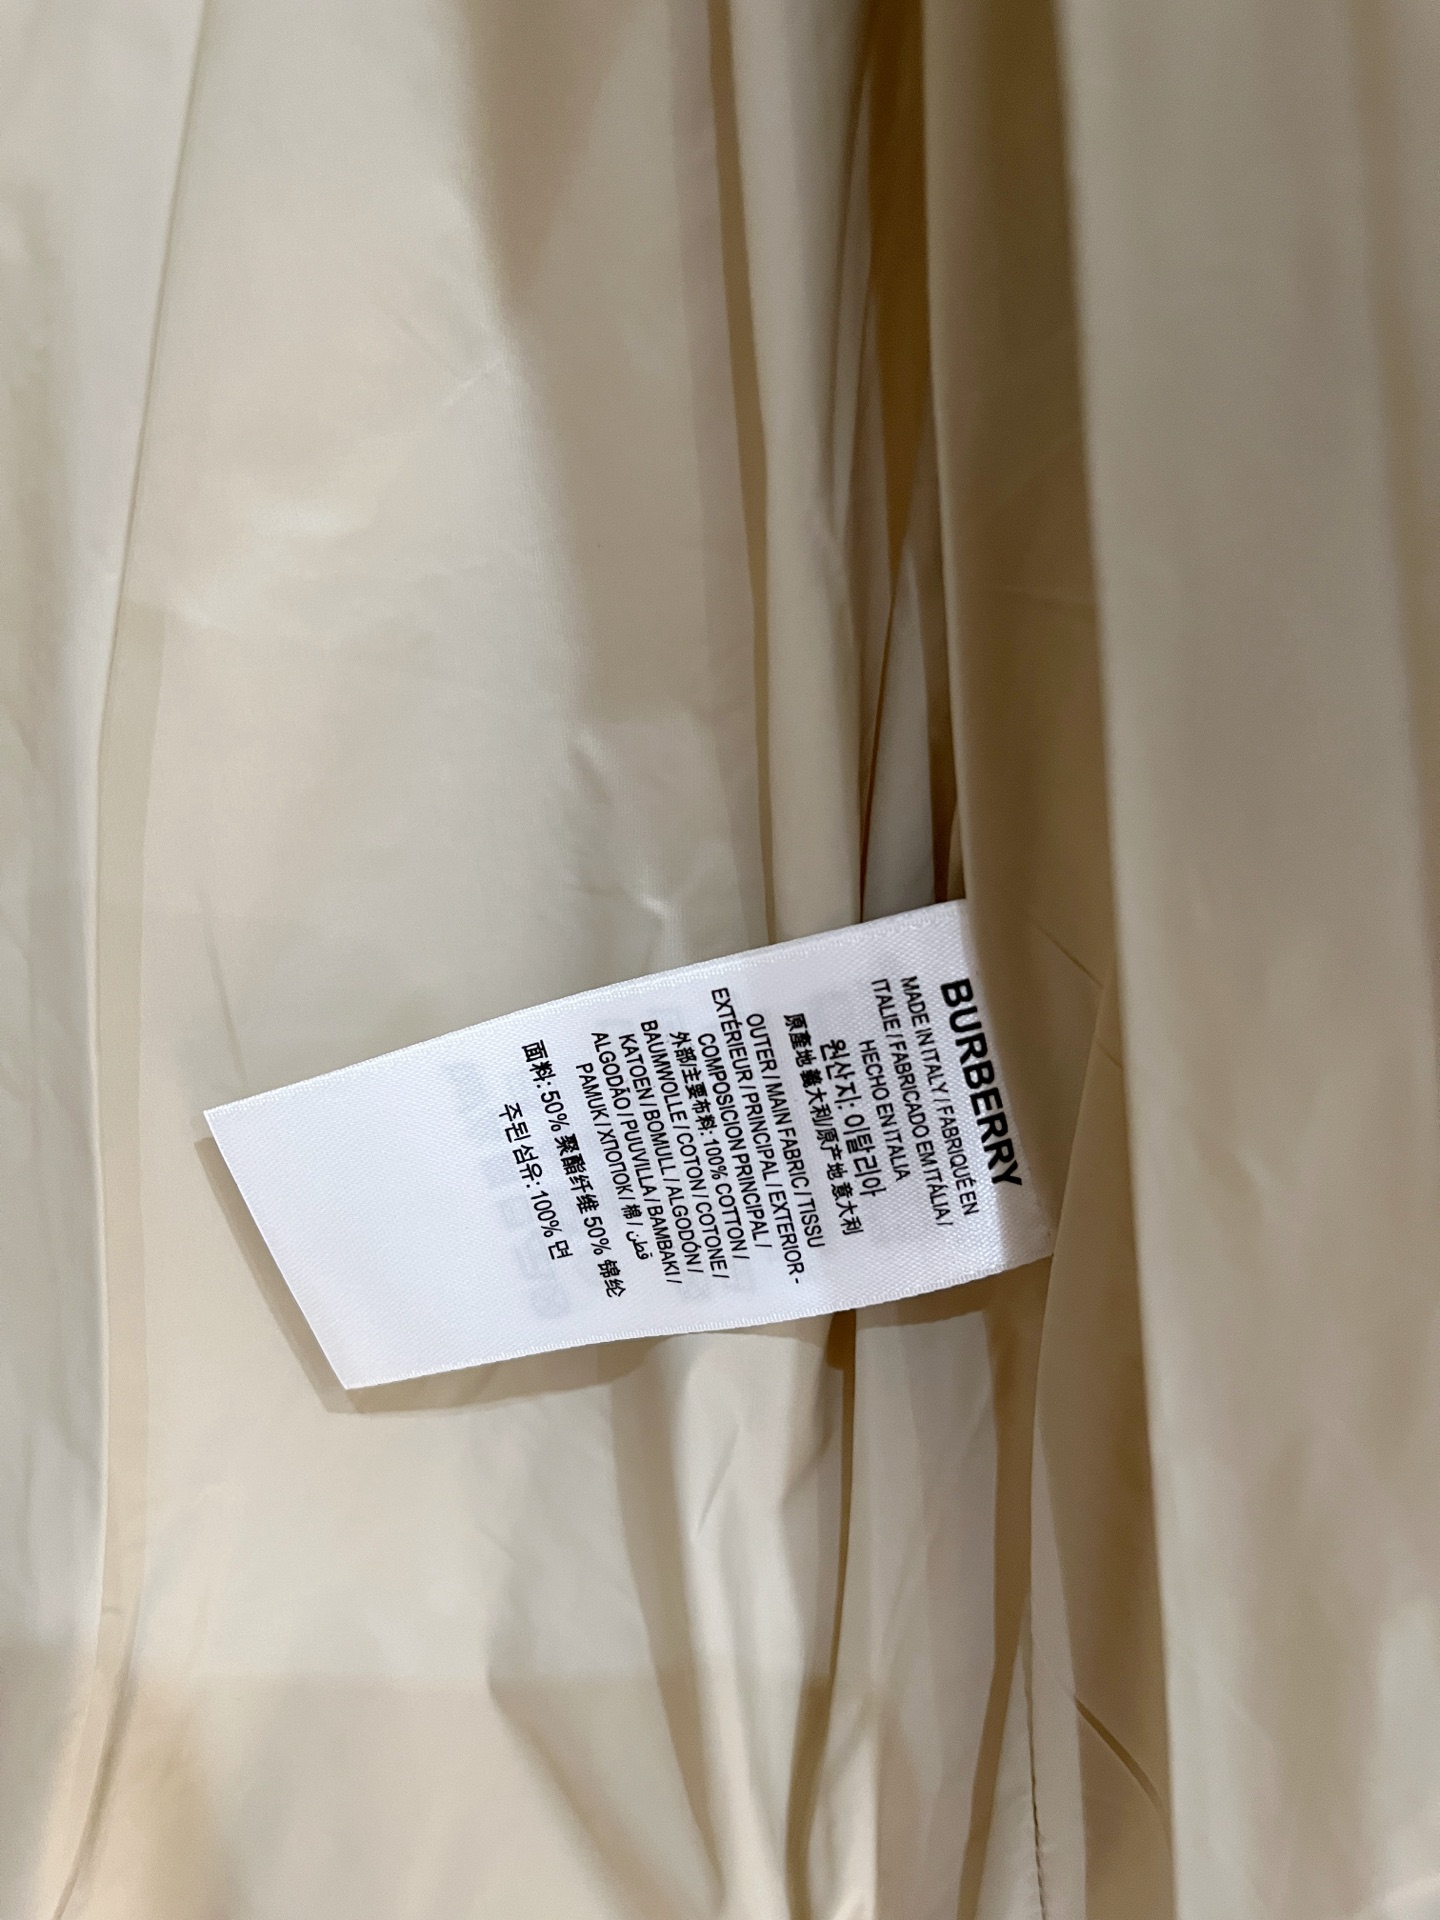 BURBERRY
MADE IN ITALY / FABRIQUÉ EN
ITALIE / FABRICADO EM ITÁLIA /
HECHO EN ITALIA
원산지: 이탈리아
原產地 義大利/原产地 意大利
OUTER / MAIN FABRIC / TISSU
EXTÉRIEUR / PRINCIPAL / EXTERIOR -
COMPOSICION PRINCIPAL /
外部主要布料: 100% COTTON /
BAUMWOLLE / COTON / COTONE /
KATOEN / BOMULL / ALGODÓN /
ALGODÃO / PUUVILLA / BAMBAKI /
PAMUK / ХПОПОК / 棉 / قطن
面料: 50% 聚酯纤维 50% 锦纶
주된 섬유: 100% 면